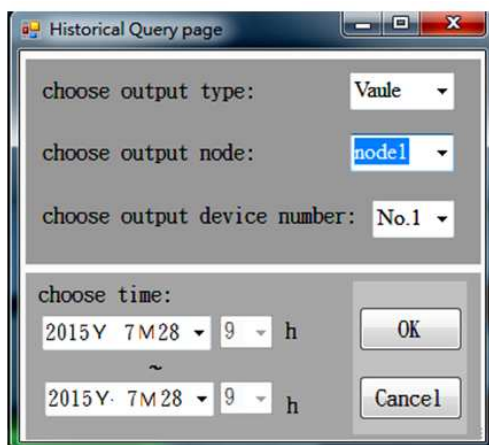 Historical Query page
choose output type: Vaule
choose output node: node1
choose output device number: No.1
choose time:
2015Y 7M28 9 h
OK
~
2015Y· 7M28 9 h
Cancel